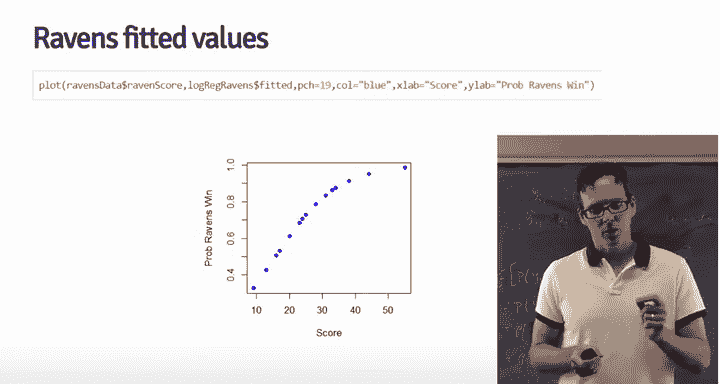 Ravens fitted values
plot(ravensData$ravenScore,logRegRavens$fitted,pch=19,col="blue",xlab="Score",ylab="Prob Ravens Win")
Prob Ravens Win
1.0
0.8
0.6
0.4
10 20 30 40 50
Score